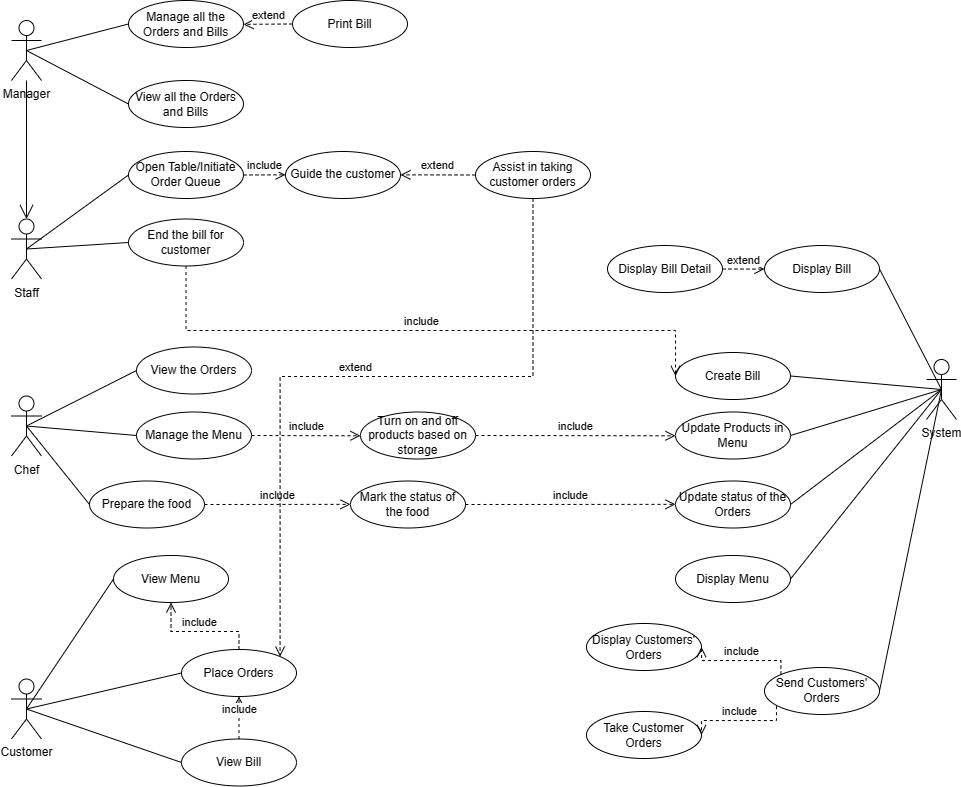 Manage all the
Orders and Bills
extend
Print Bill
Manager
View all the Orders
and Bills
Open Table/Initiate
Order Queue
include
Guide the customer
extend
Assist in taking
customer orders
End the bill for
customer
Staff
Display Bill Detail
extend
Display Bill
include
extend
View the Orders
Create Bill
Chef
Manage the Menu
include
Turn on and off
products based on
storage
include
Update Products in
Menu
System
Prepare the food
include
Mark the status of
the food
include
Update status of the
Orders
View Menu
Display Menu
include
Display Customers'
Orders
include
Place Orders
Send Customers'
Orders
include
include
Take Customer
Orders
Customer
View Bill